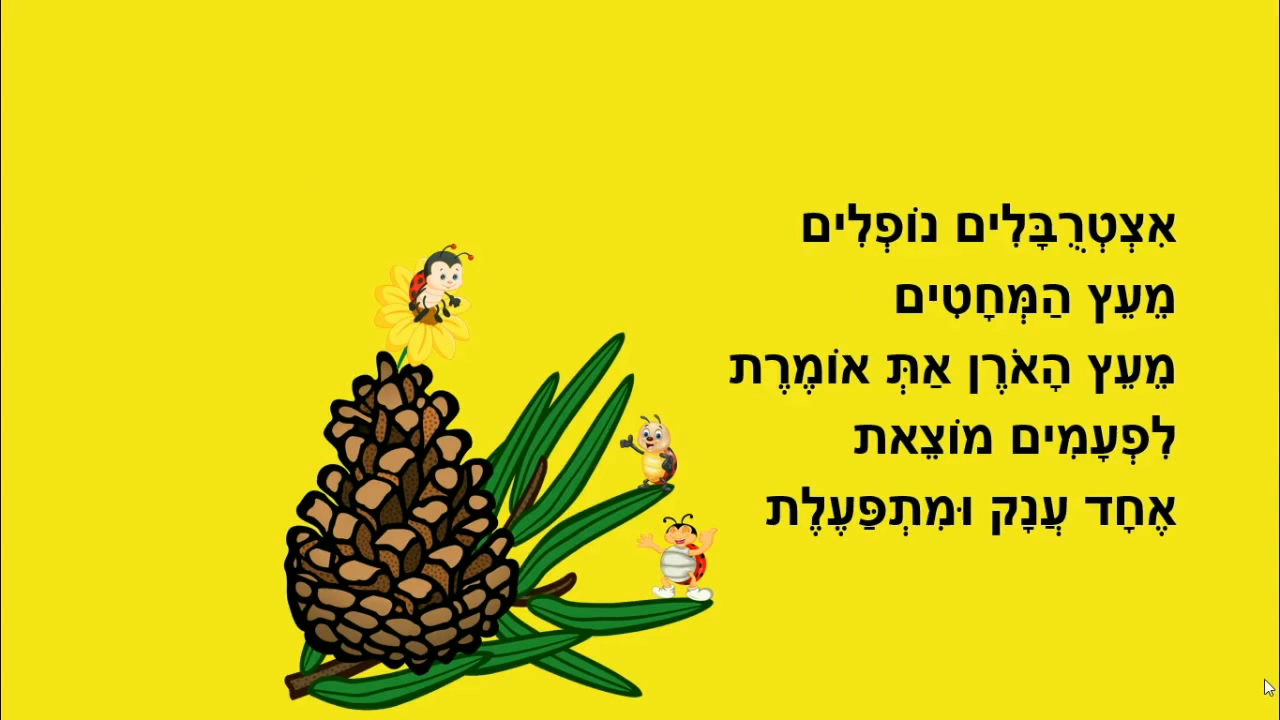 אִצְטְרֻבָּלִים נוֹפְלִים
מֵעֵץ הַמְּחָטִים
מֵעֵץ הָאֹרֶן אַתְּ אוֹמֶרֶת
לִפְעָמִים מוֹצֵאת
אֶחָד עֲנָק וּמִתְפַּעֶלֶת